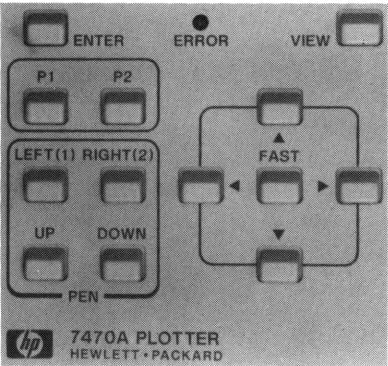 ENTER ERROR VIEW
P1 P2
LEFT(1) RIGHT(2) FAST
UP DOWN
PEN
hp 7470A PLOTTER
HEWLETT•PACKARD